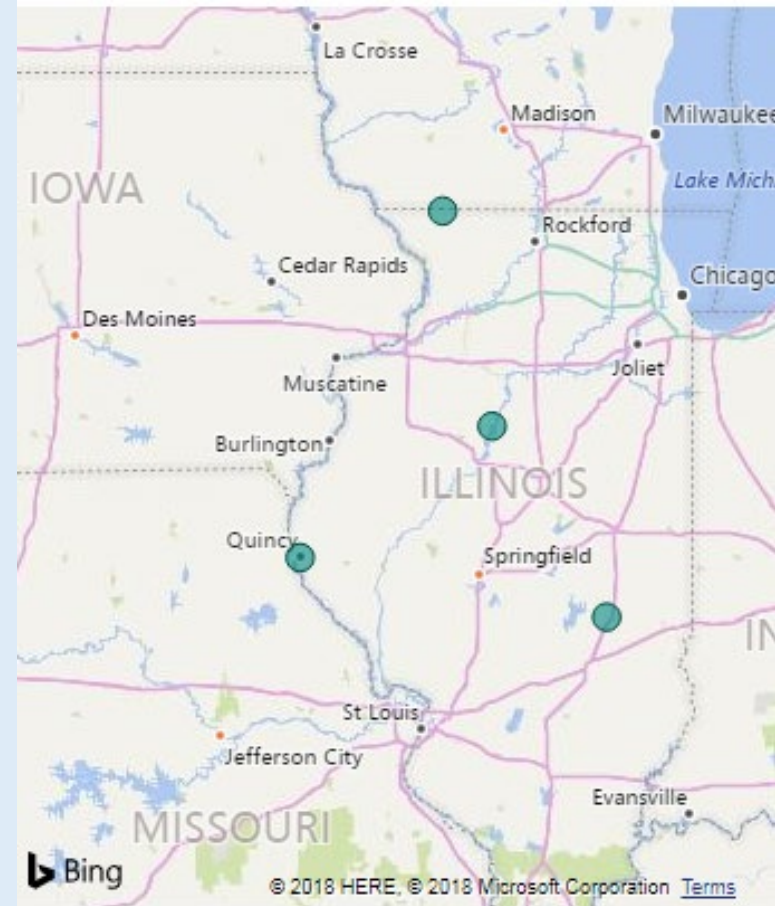 La Crosse
Madison
Milwaukee
IOWA
Lake Mich
Rockford
Cedar Rapids
Chicago
Des Moines
Joliet
Muscatine
Burlington
ILLINOIS
Quincy
Springfield
IN
St Louis
Jefferson City
Evansville
MISSOURI
Bing
© 2018 HERE, © 2018 Microsoft Corporation Terms